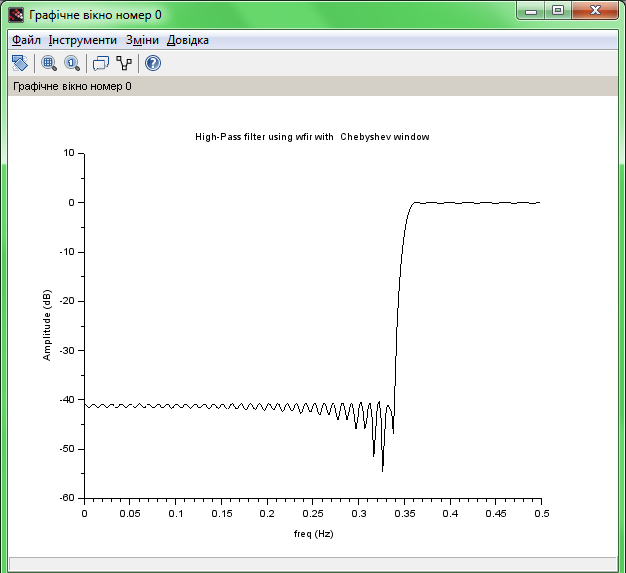 Графічне вікно номер 0
Файл Інструменти Зміни Довідка
Графічне вікно номер 0
High-Pass filter using wfir with  Chebyshev window
10
0
-10
-20
-30
-40
-50
-60
Amplitude (dB)
0 0.05 0.1 0.15 0.2 0.25 0.3 0.35 0.4 0.45 0.5
freq (Hz)